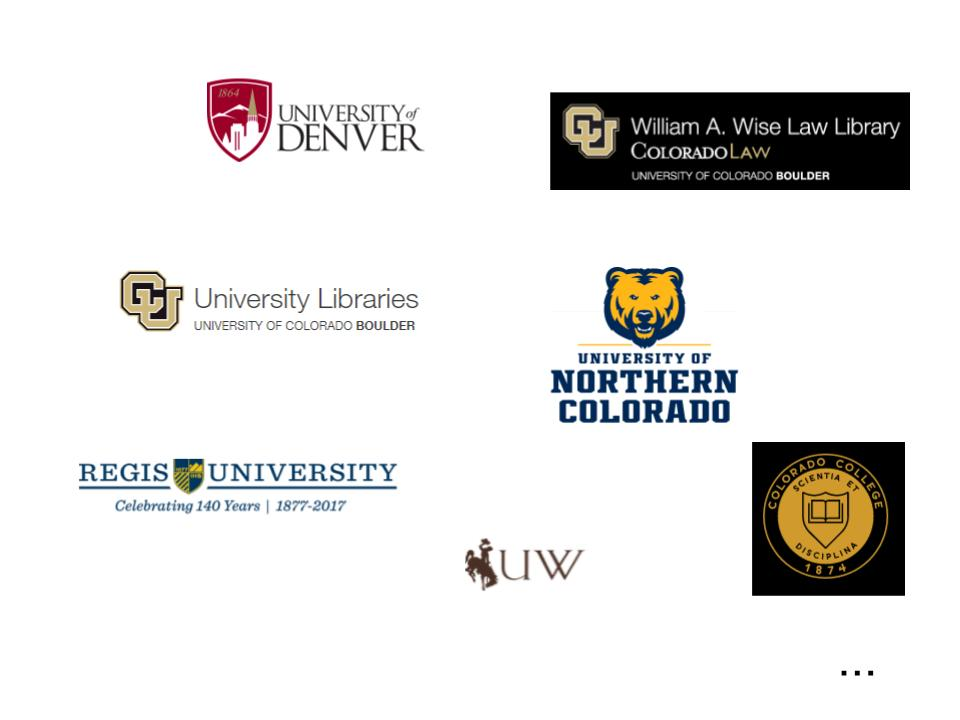 1864
UNIVERSITY of
DENVER
CU
William A. Wise Law Library
COLORADO LAW
UNIVERSITY OF COLORADO BOULDER
CU
University Libraries
UNIVERSITY OF COLORADO BOULDER
UNIVERSITY OF
NORTHERN
COLORADO
REGIS UNIVERSITY
Celebrating 140 Years | 1877-2017
UW
COLORADO COLLEGE
SCIENTIA ET
DISCIPLINA
1874
...